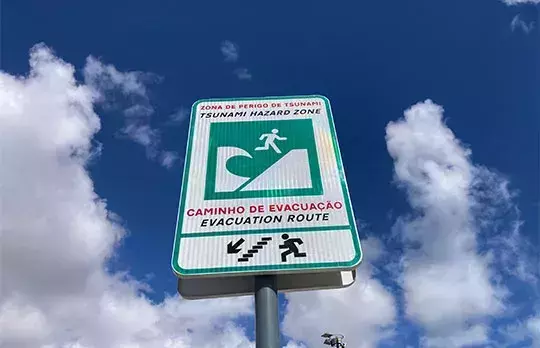 ZONA DE PERIGO DE TSUNAMI
TSUNAMI HAZARD ZONE
CAMINHO DE EVACUAÇÃO
EVACUATION ROUTE